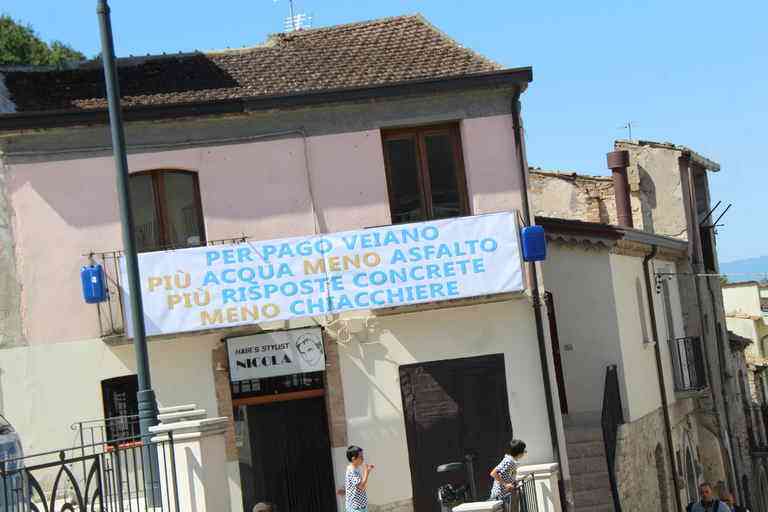 PER PAGO VEIANO
PIÙ ACQUA MENO ASFALTO
PIÙ RISPOSTE CONCRETE
MENO CHIACCHIERE
HAIR'S STYLIST
NICOLA